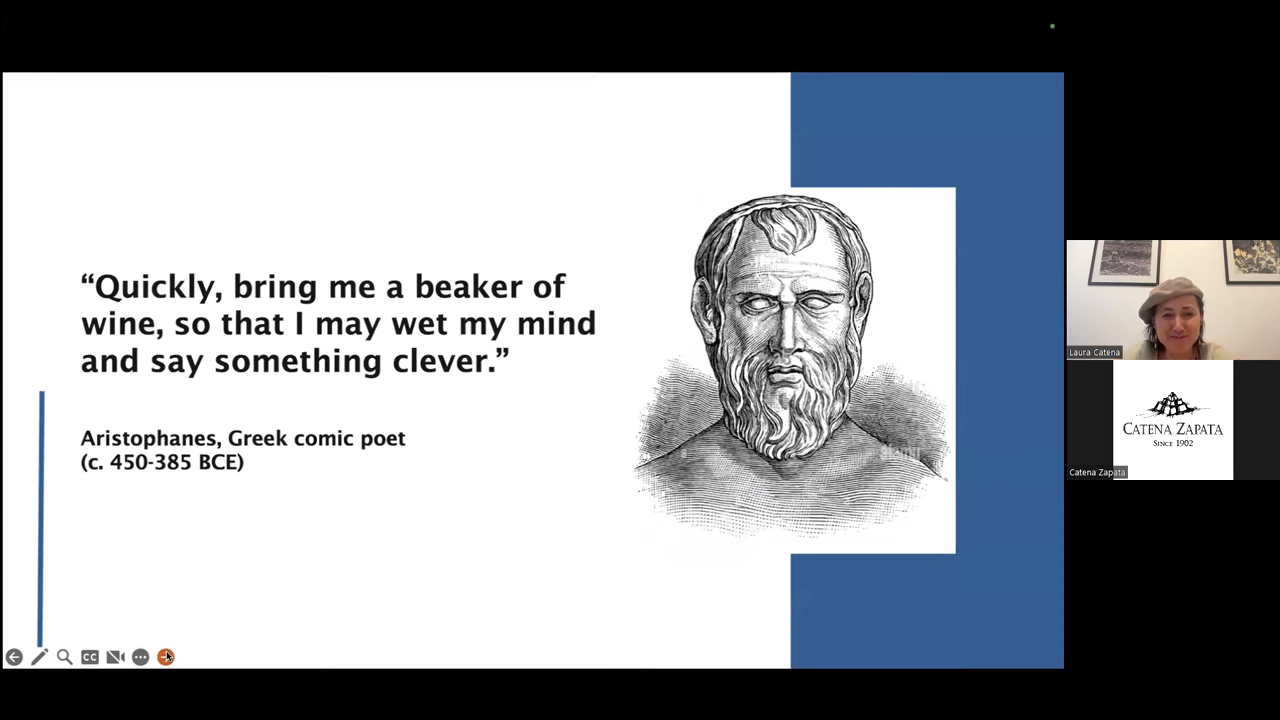 “Quickly, bring me a beaker of
wine, so that I may wet my mind
and say something clever.”
Aristophanes, Greek comic poet
(c. 450-385 BCE)
CC
Laura Catena
CATENA ZAPATA
SINCE 1902
Catena Zapata